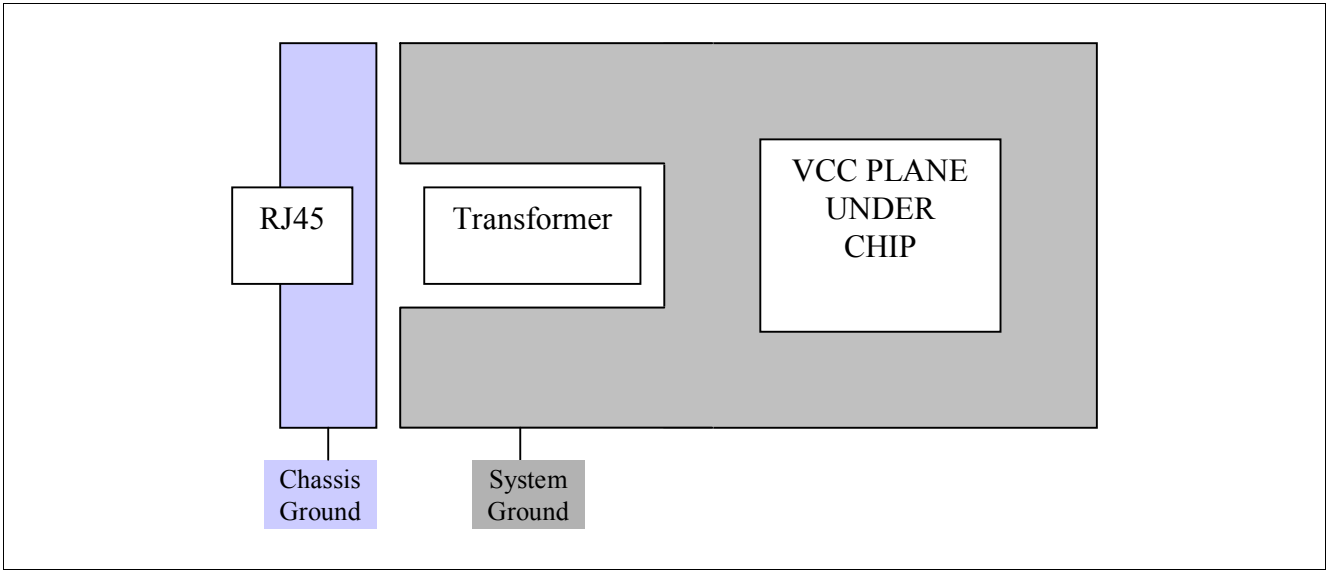 RJ45
Transformer
VCC PLANE
UNDER
CHIP
Chassis
Ground
System
Ground